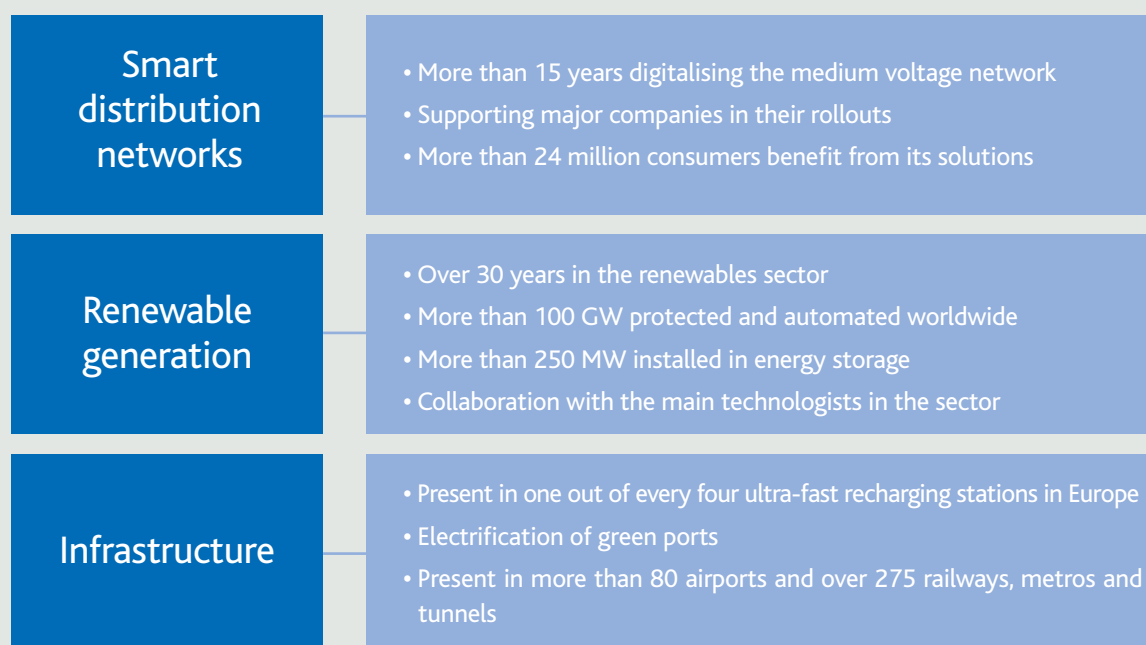 Smart
distribution
networks
• More than 15 years digitalising the medium voltage network
• Supporting major companies in their rollouts
• More than 24 million consumers benefit from its solutions
Renewable
generation
• Over 30 years in the renewables sector
• More than 100 GW protected and automated worldwide
• More than 250 MW installed in energy storage
• Collaboration with the main technologists in the sector
Infrastructure
• Present in one out of every four ultra-fast recharging stations in Europe
• Electrification of green ports
• Present in more than 80 airports and over 275 railways, metros and
tunnels